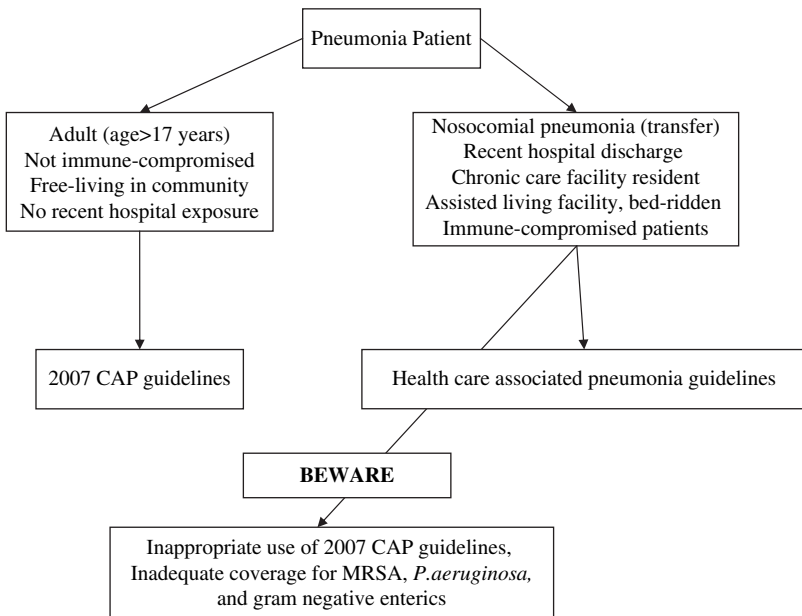 Pneumonia Patient
Adult (age>17 years)
Not immune-compromised
Free-living in community
No recent hospital exposure
Nosocomial pneumonia (transfer)
Recent hospital discharge
Chronic care facility resident
Assisted living facility, bed-ridden
Immune-compromised patients
2007 CAP guidelines
Health care associated pneumonia guidelines
BEWARE
Inappropriate use of 2007 CAP guidelines,
Inadequate coverage for MRSA, P.aeruginosa,
and gram negative enterics